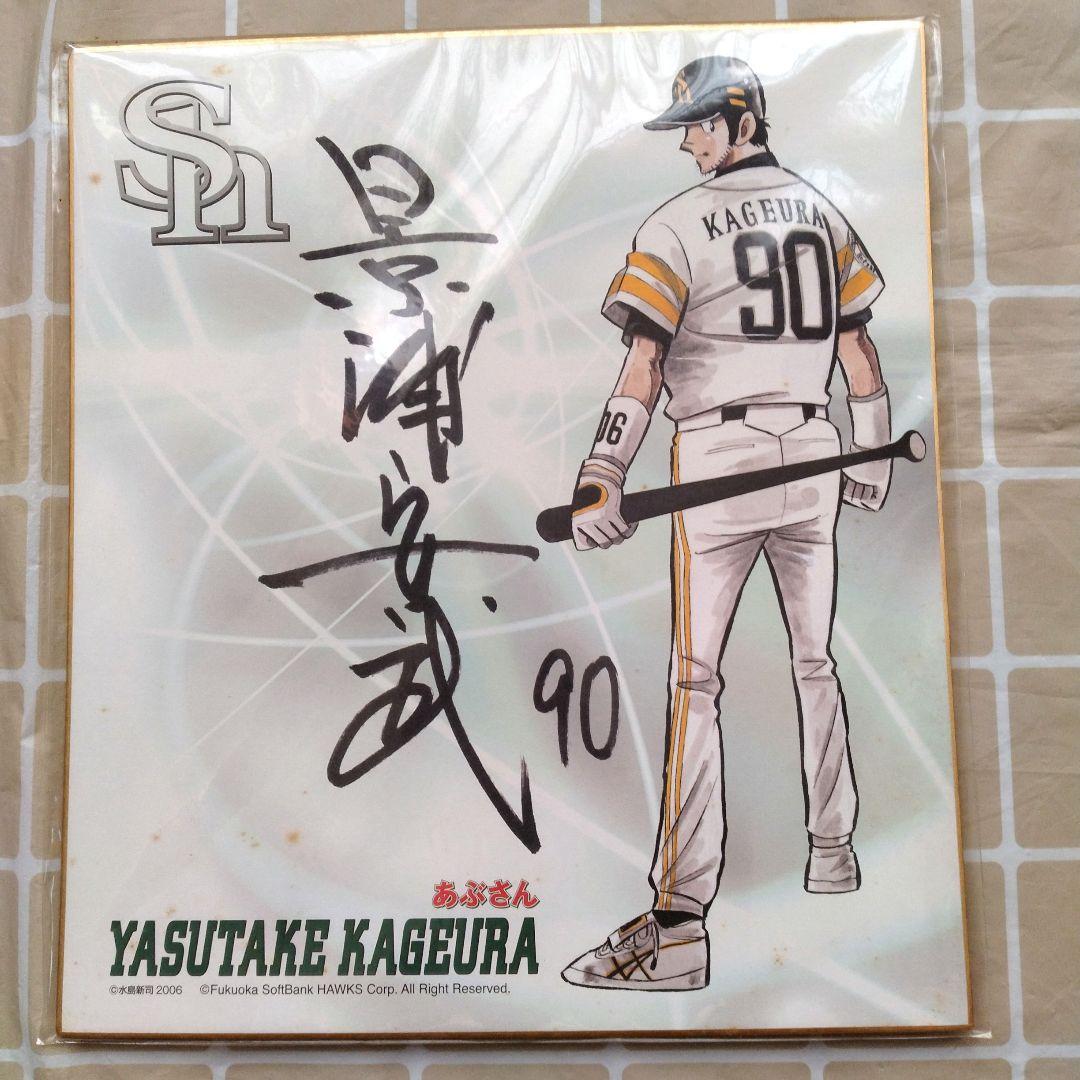 Sh
景浦安武
90
KAGEURA
90
06
あぶさん
YASUTAKE KAGEURA
©水島新司 2006 ©Fukuoka SoftBank HAWKS Corp. All Right Reserved.